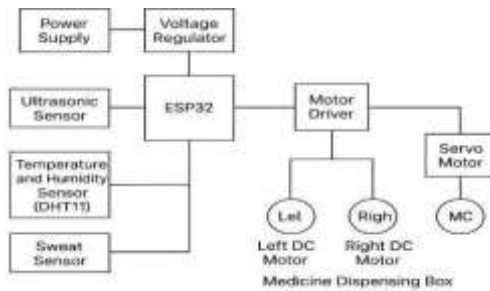 Power
Supply
Voltage
Regulator
Ultrasonic
Sensor
ESP32
Motor
Driver
Servo
Motor
Temperature
and Humidity
Sensor
(DHT11)
Sweat
Sensor
Lel
Righ
MC
Left DC
Motor
Right DC
Motor
Medicine Dispensing Box